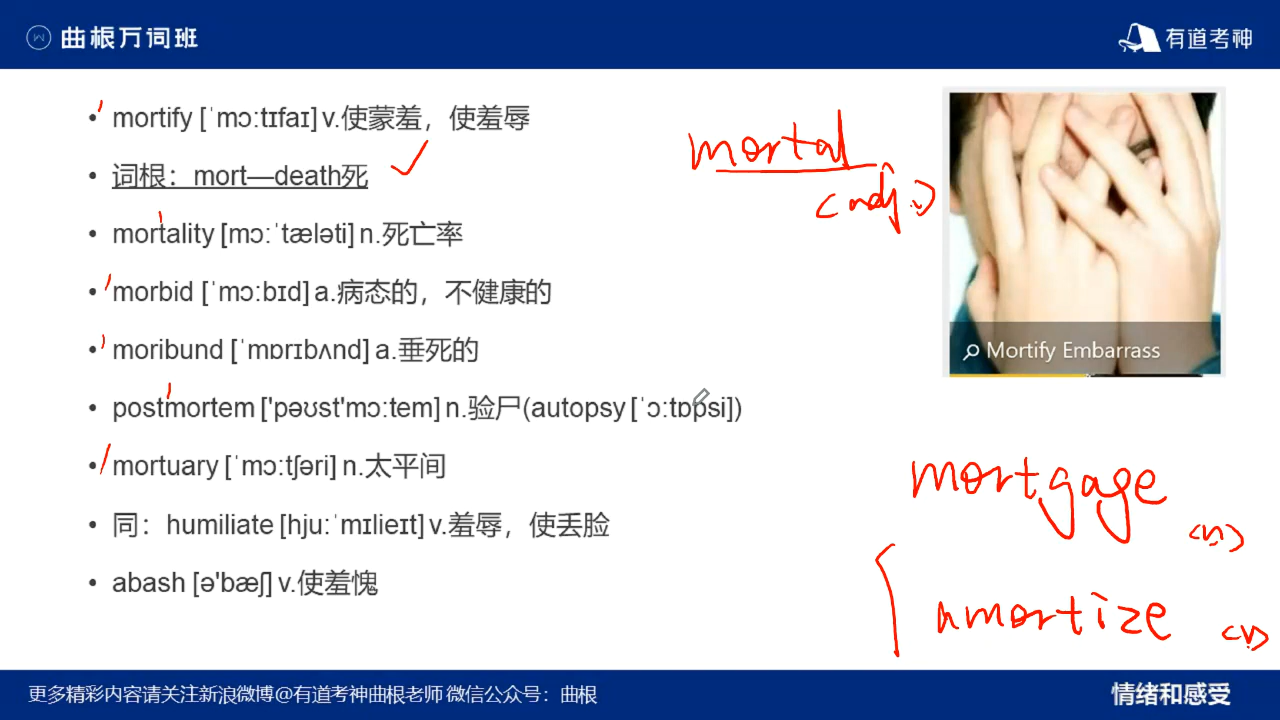 曲根万词班
有道考神
• mortify [ˈmɔːtɪfaɪ] v.使蒙羞，使羞辱
• 词根：mort—death死
• mortality [mɔːˈtæləti] n.死亡率
• morbid [ˈmɔːbɪd] a.病态的，不健康的
• moribund [ˈmɒrɪbʌnd] a.垂死的
• postmortem ['pəʊst'mɔːtem] n.验尸(autopsy [ˈɔːtɒpsi])
• mortuary [ˈmɔːtʃəri] n.太平间
• 同：humiliate [hjuːˈmɪlieɪt] v.羞辱，使丢脸
• abash [ə'bæʃ] v.使羞愧
mortal
(adj.)
Mortify Embarrass
mortgage
(n)
amortize
(v)
更多精彩内容请关注新浪微博@有道考神曲根老师 微信公众号：曲根
情绪和感受